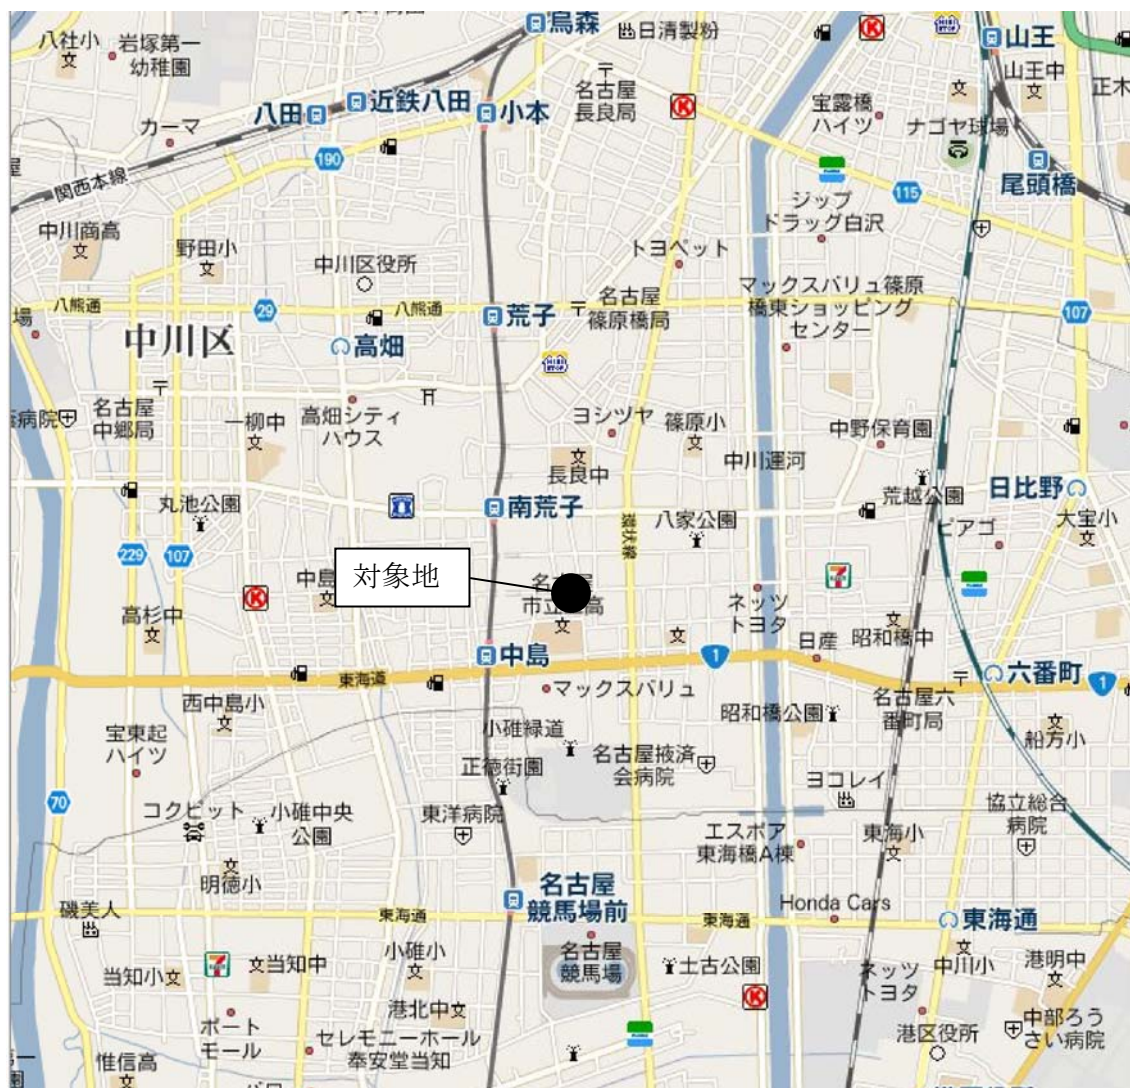 八社小
岩塚第一
幼稚園
烏森
日清製粉
山王
山王中
正木
カーマ
八田
近鉄八田
小本
名古屋
長良局
宝露橋
ハイツ
ナゴヤ球場
尾頭橋
関西本線
190
115
中川商高
野田小
中川区役所
ジップ
ドラッグ白沢
トヨペット
八熊通
29
八熊通
荒子
名古屋
篠原橋局
マックスバリュ篠原
橋東ショッピング
センター
107
場
中川区
高畑
病院
名古屋
中郷局
一柳中
高畑シティ
ハウス
ヨシヅヤ
篠原小
中野保育園
長良中
中川運河
丸池公園
南荒子
環状線
八家公園
荒越公園
日比野
ピアゴ
大宝小
229
107
対象地
中島
名古屋
高杉中
ネッツ
トヨタ
日産
昭和橋中
中島
1
六番町
1
東海道
西中島小
マックスバリュ
昭和橋公園
名古屋六
番町局
船方小
宝東起
ハイツ
小碓緑道
正徳街園
名古屋掖済
会病院
ヨコレイ
70
コクピット
小碓中央
公園
東洋病院
エスポア
東海橋A棟
東海小
協立総合
病院
明徳小
磯美人
東海通
名古屋
競馬場前
東海通
Honda Cars
東海通
当知小
当知中
小碓小
名古屋
競馬場
土古公園
ネッツ
トヨタ
中川小
港明中
港北中
ポート
モール
セレモニーホール
奉安堂当知
港区役所
中部ろう
さい病院
惟信高